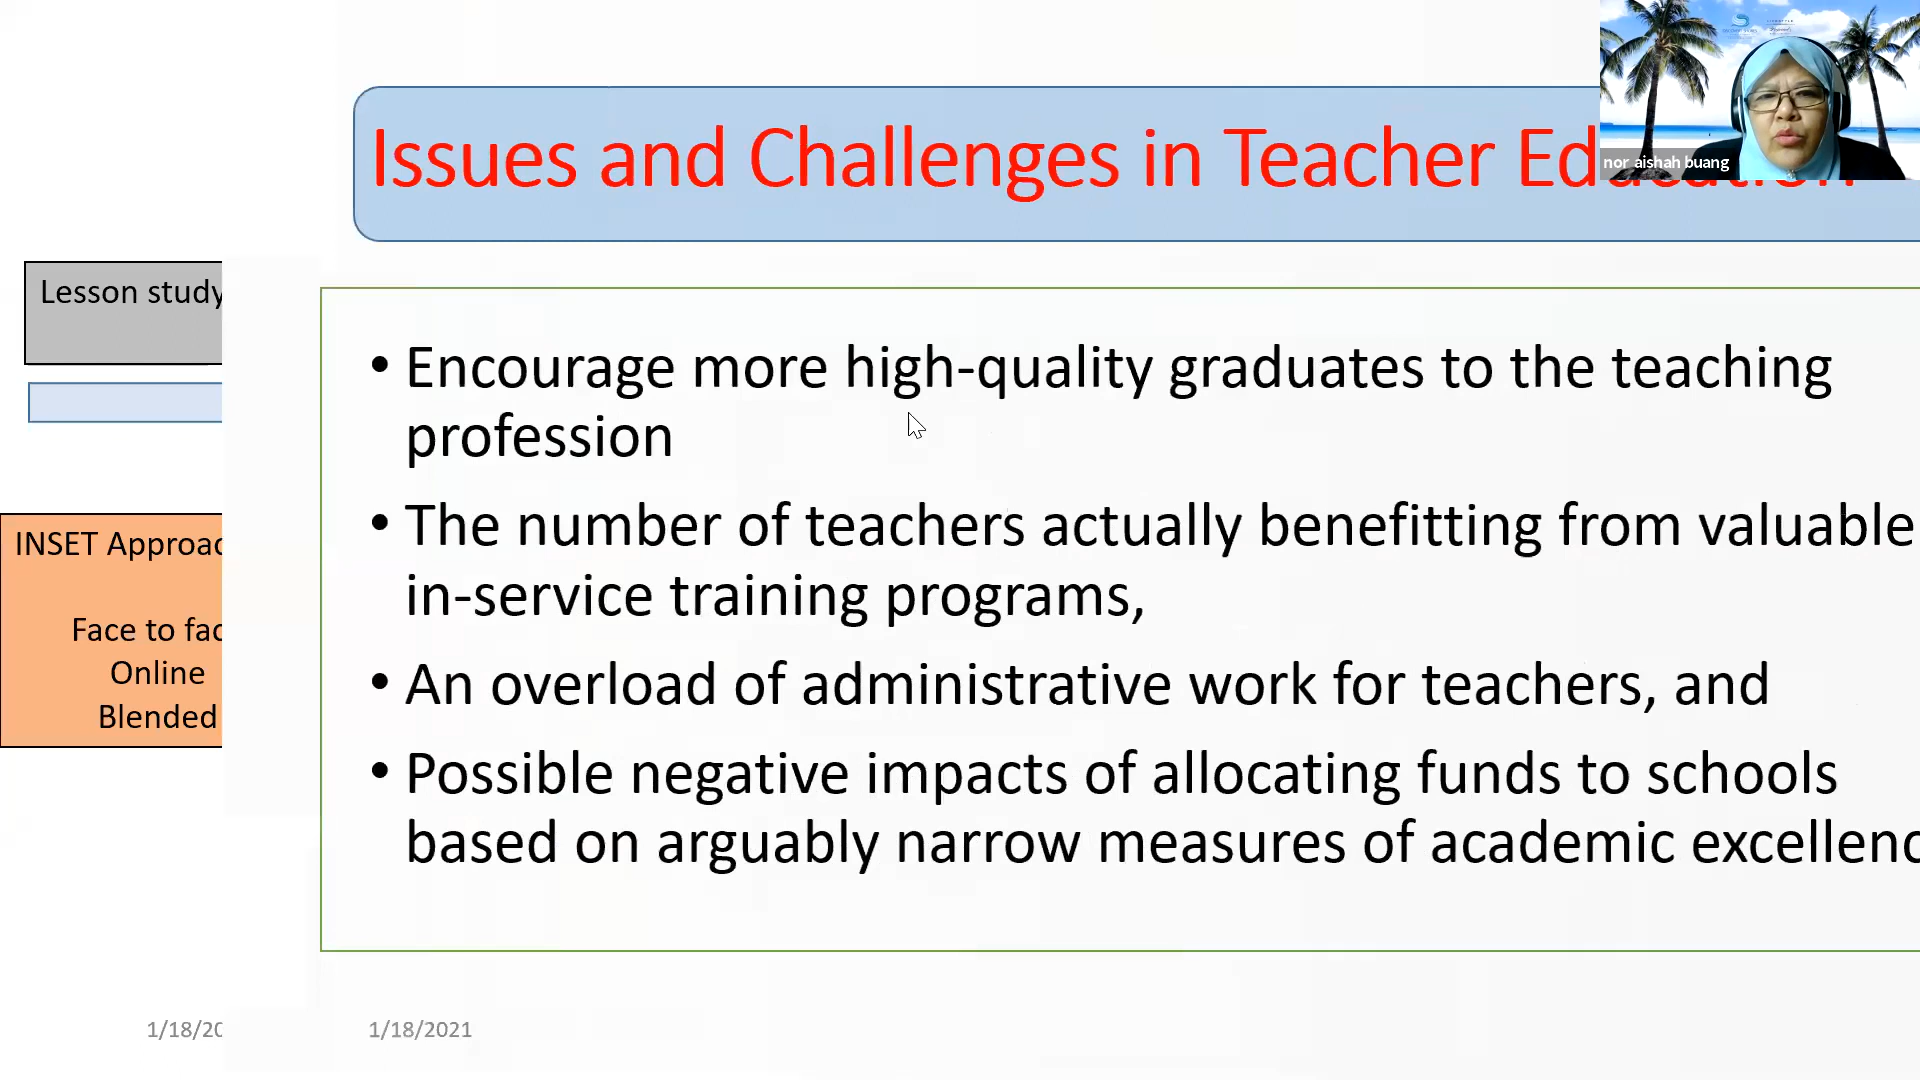 Issues and Challenges in Teacher Education
nor aishah buang
Lesson study
INSET Approac
Face to fac
Online
Blended
• Encourage more high-quality graduates to the teaching
profession
• The number of teachers actually benefitting from valuable
in-service training programs,
• An overload of administrative work for teachers, and
• Possible negative impacts of allocating funds to schools
based on arguably narrow measures of academic excellenc
1/18/20
1/18/2021